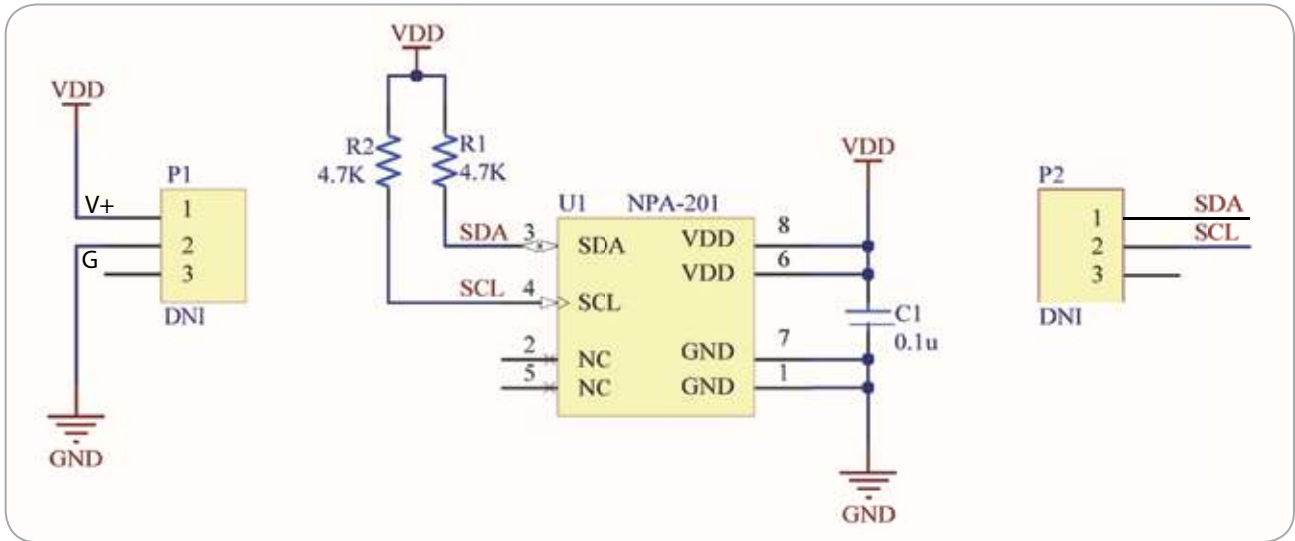 VDD
V+
G
P1
1
2
3
DNI
GND
VDD
R2
4.7K
R1
4.7K
U1
NPA-201
SDA
3
SDA
SCL
4
SCL
2
NC
5
NC
VDD
8
VDD
6
GND
7
GND
1
VDD
C1
0.1u
GND
P2
1
2
3
DNI
SDA
SCL